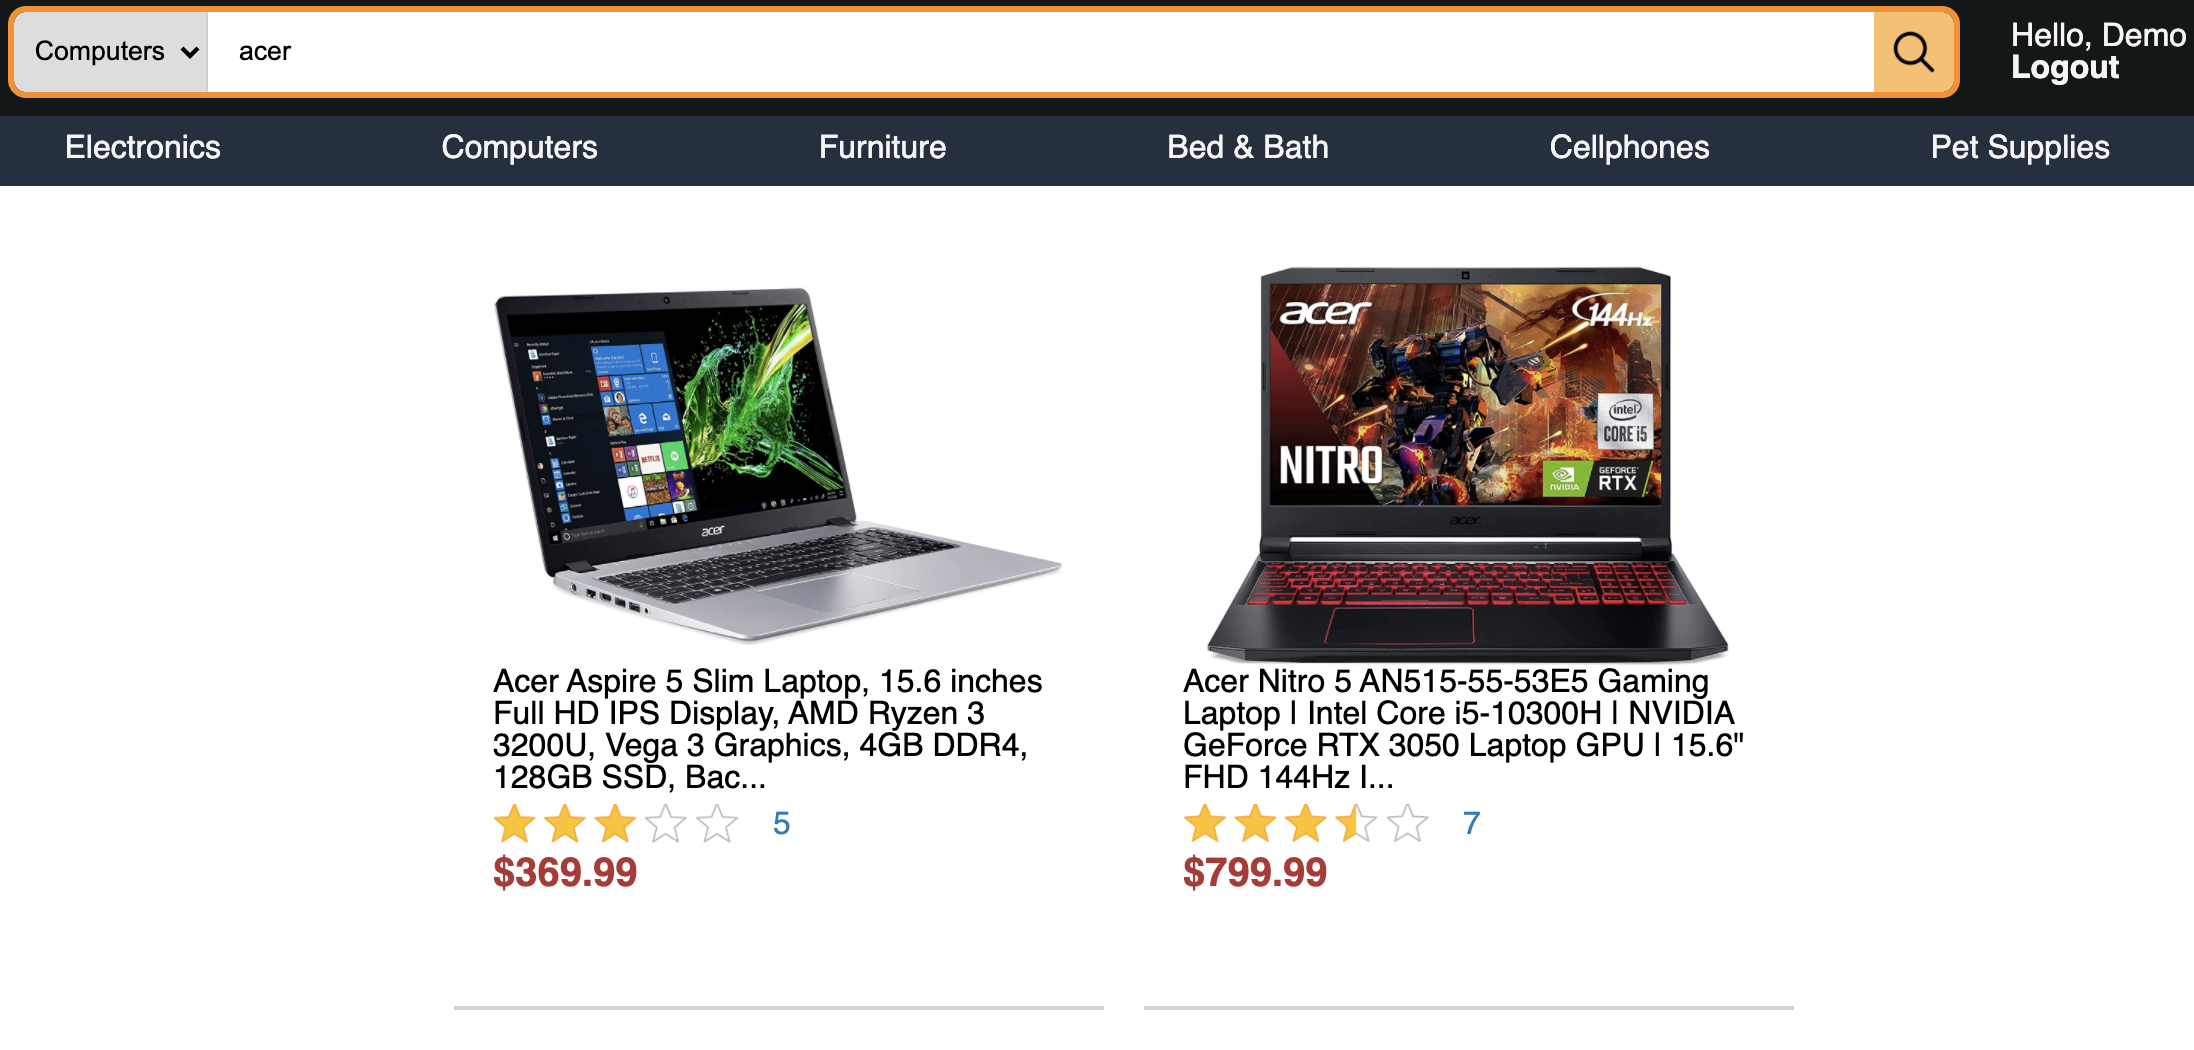 Computers
acer
Hello, Demo
Logout
Electronics
Computers
Furniture
Bed & Bath
Cellphones
Pet Supplies
acer
acer
144Hz
intel
CORE i5
NITRO
NVIDIA
GEFORCE
RTX
acer
Acer Aspire 5 Slim Laptop, 15.6 inches
Full HD IPS Display, AMD Ryzen 3
3200U, Vega 3 Graphics, 4GB DDR4,
128GB SSD, Bac...
5
$369.99
Acer Nitro 5 AN515-55-53E5 Gaming
Laptop | Intel Core i5-10300H | NVIDIA
GeForce RTX 3050 Laptop GPU | 15.6"
FHD 144Hz I...
7
$799.99